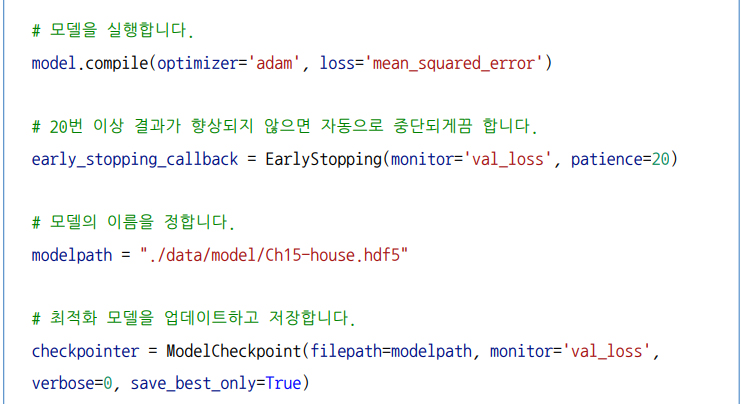 # 모델을 실행합니다.
model.compile(optimizer='adam', loss='mean_squared_error')
# 20번 이상 결과가 향상되지 않으면 자동으로 중단되게끔 합니다.
early_stopping_callback = EarlyStopping(monitor='val_loss', patience=20)
# 모델의 이름을 정합니다.
modelpath = "./data/model/Ch15-house.hdf5"
# 최적화 모델을 업데이트하고 저장합니다.
checkpointer = ModelCheckpoint(filepath=modelpath, monitor='val_loss',
verbose=0, save_best_only=True)